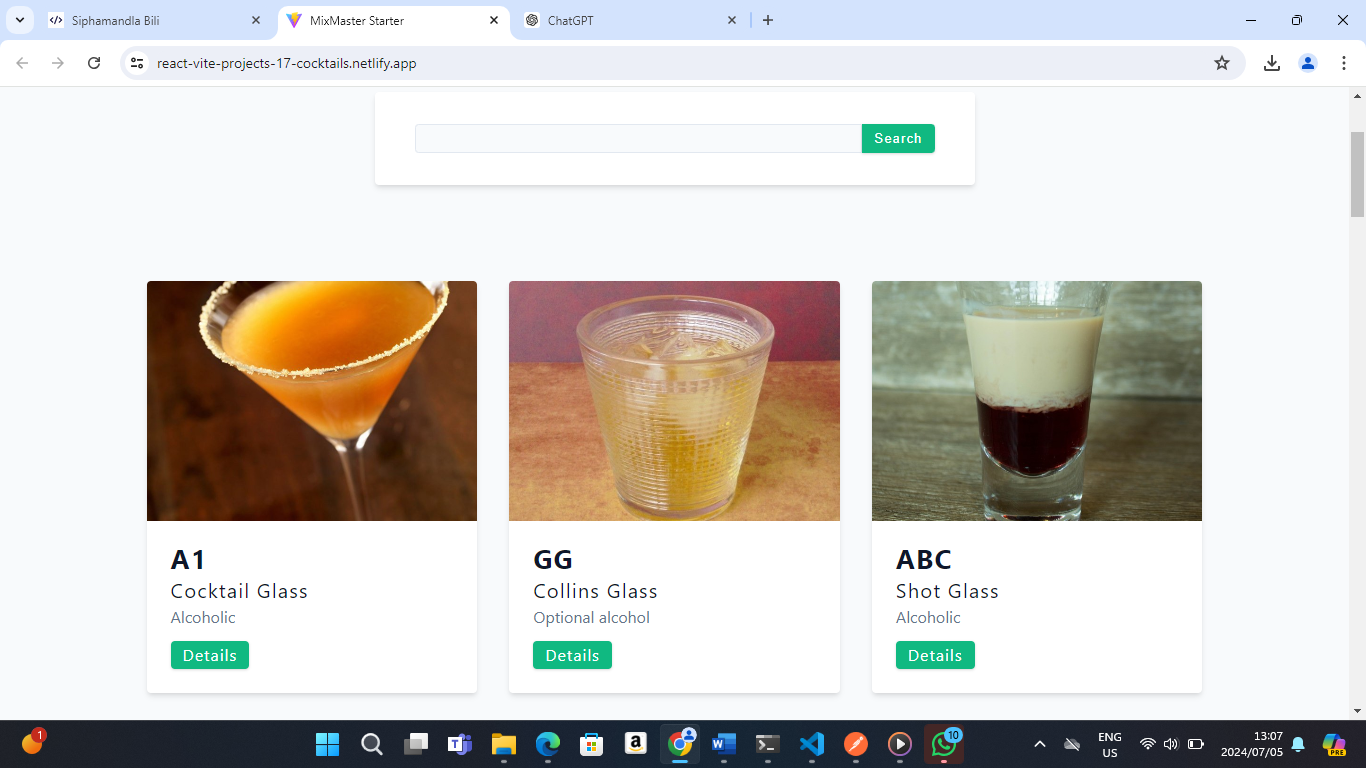 Siphamandla Bili
MixMaster Starter
ChatGPT
react-vite-projects-17-cocktails.netlify.app
Search
A1
Cocktail Glass
Alcoholic
Details
GG
Collins Glass
Optional alcohol
Details
ABC
Shot Glass
Alcoholic
Details
1
10
ENG
US
13:07
2024/07/05
PRE